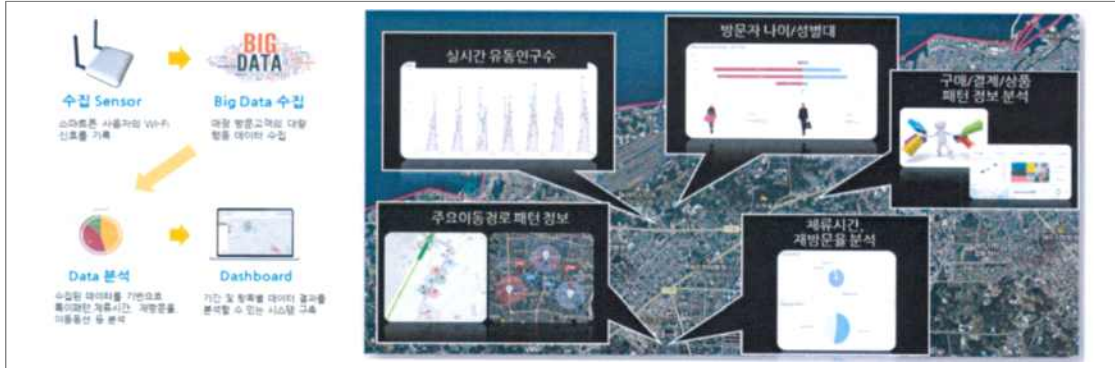 BIG
DATA
수집 Sensor
스마트폰 사용자의 Wi-Fi
신호를 기록
Big Data 수집
매장 방문고객의 대량
행동 데이터 수집
Data 분석
수집된 데이터를 기반으로
특이패턴, 체류시간, 재방문율,
이동동선 등 분석
Dashboard
기간 및 항목별 데이터 결과를
분석할 수 있는 시스템 구축
실시간 유동인구수
방문자 나이/성별대
구매/결제/상품
패턴 정보 분석
주요이동경로 패턴 정보
체류시간,
재방문율 분석